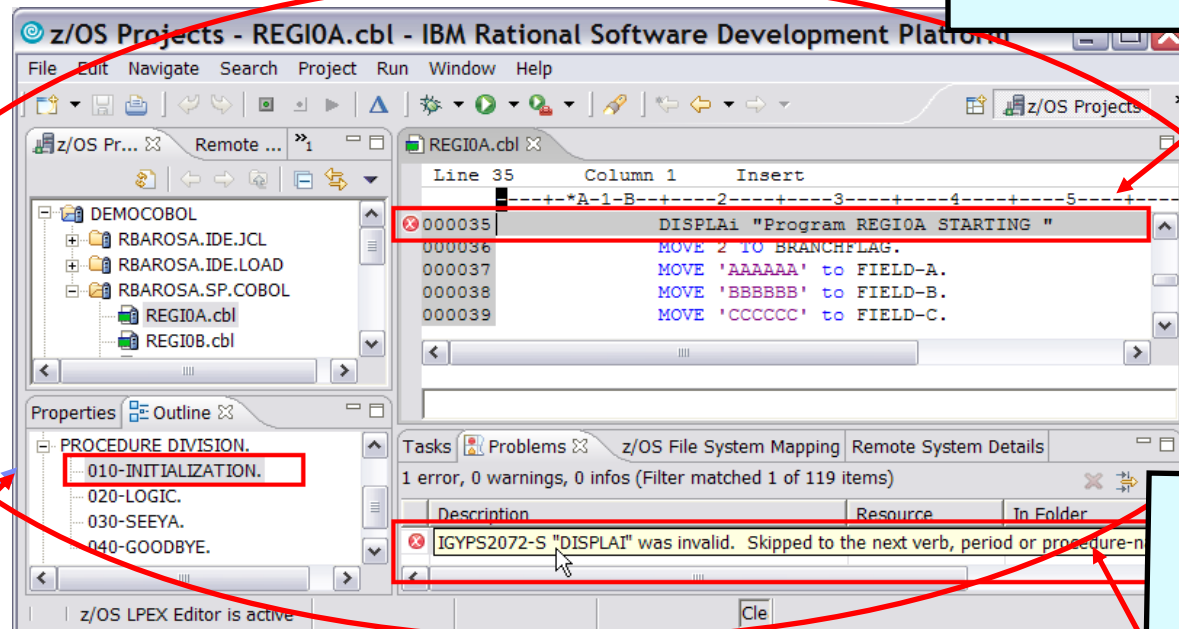 z/OS Projects - REGI0A.cbl - IBM Rational Software Development Platform
File Edit Navigate Search Project Run Window Help
z/OS Projects
z/OS Pr... Remote ... »1
REGI0A.cbl
Line 35 Column 1 Insert
----+-*A-1-B--+----2----+----3----+----4----+----5----+----
DEMOCOBOL
RBAROSA.IDE.JCL
RBAROSA.IDE.LOAD
RBAROSA.SP.COBOL
REGI0A.cbl
REGI0B.cbl
000035 DISPLAi "Program REGI0A STARTING "
000036 MOVE 2 TO BRANCHFLAG.
000037 MOVE 'AAAAAA' to FIELD-A.
000038 MOVE 'BBBBBB' to FIELD-B.
000039 MOVE 'CCCCCC' to FIELD-C.
Properties Outline
PROCEDURE DIVISION.
010-INITIALIZATION.
020-LOGIC.
030-SEEYA.
040-GOODBYE.
Tasks Problems z/OS File System Mapping Remote System Details
1 error, 0 warnings, 0 infos (Filter matched 1 of 119 items)
Description Resource In Folder
IGYPS2072-S "DISPLAI" was invalid. Skipped to the next verb, period or procedure-n
z/OS LPEX Editor is active
Cle